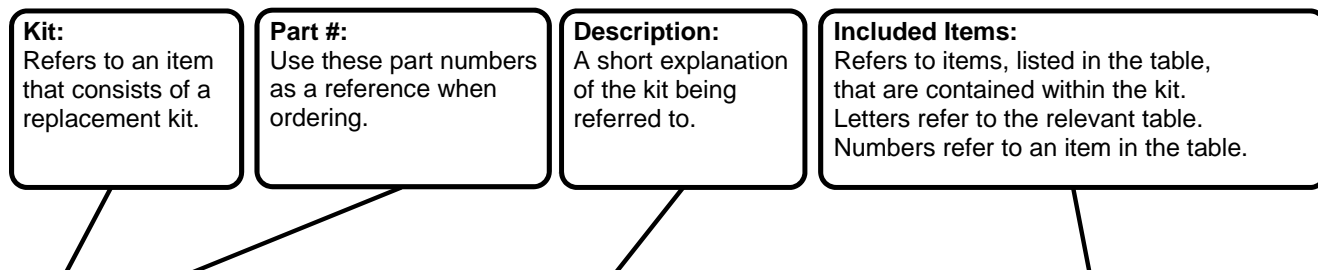 Kit:
Refers to an item
that consists of a
replacement kit.
Part #:
Use these part numbers
as a reference when
ordering.
Description:
A short explanation
of the kit being
referred to.
Included Items:
Refers to items, listed in the table,
that are contained within the kit.
Letters refer to the relevant table.
Numbers refer to an item in the table.